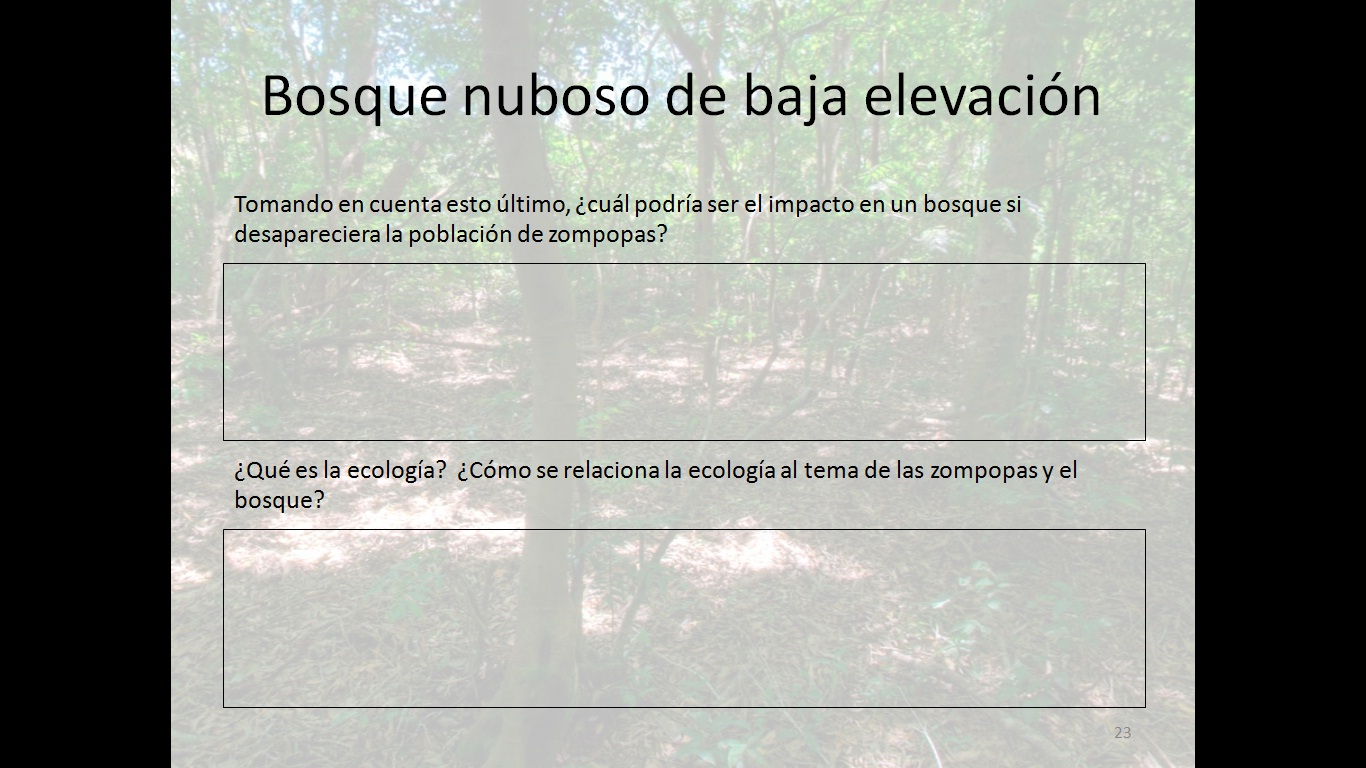 Bosque nuboso de baja elevación
Tomando en cuenta esto último, ¿cuál podría ser el impacto en un bosque si
desapareciera la población de zompopas?
¿Qué es la ecología? ¿Cómo se relaciona la ecología al tema de las zompopas y el
bosque?
23